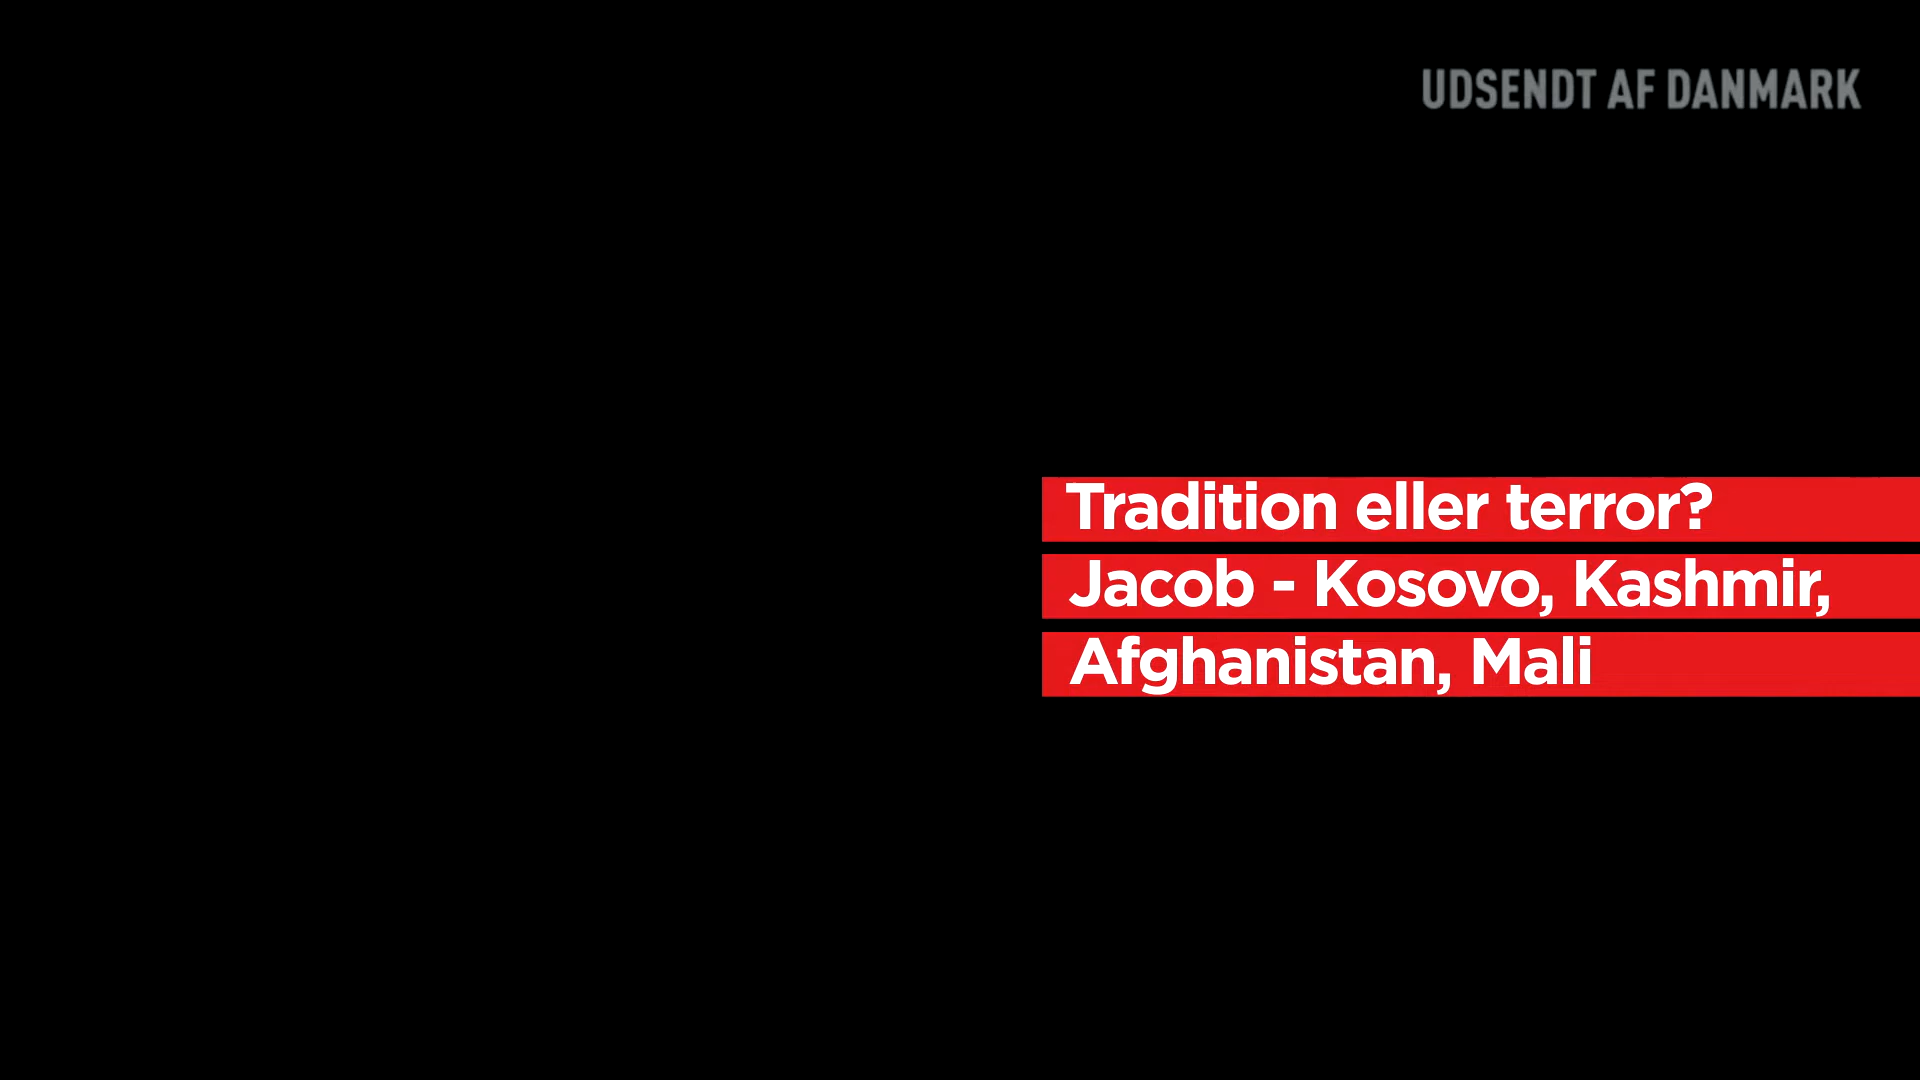 UDSENDT AF DANMARK
Tradition eller terror?
Jacob - Kosovo, Kashmir,
Afghanistan, Mali